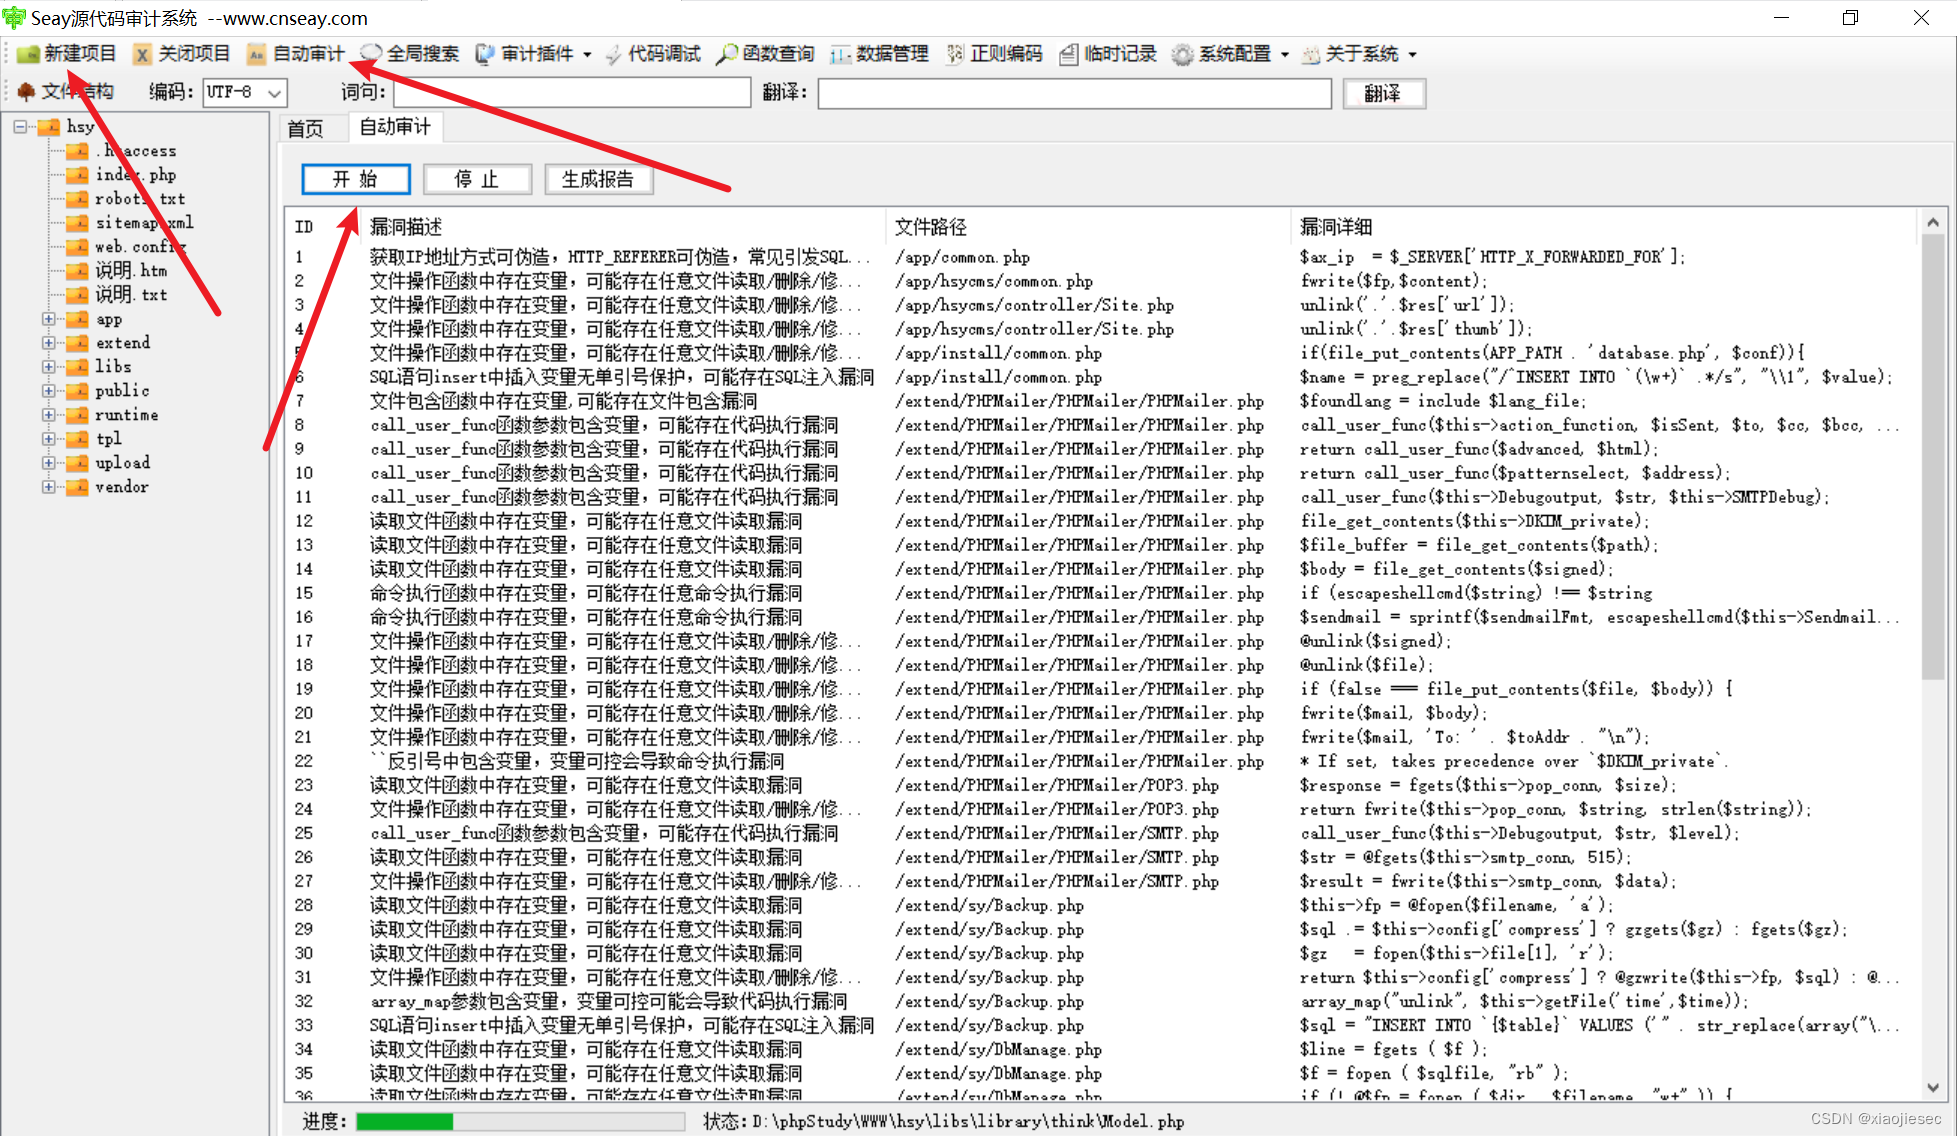 Seay源代码审计系统 --www.cnseay.com
新建项目 关闭项目 自动审计 全局搜索 审计插件 代码调试 函数查询 数据管理 正则编码 临时记录 系统配置 关于系统
文件结构 编码: UTF-8 词句: 翻译: 翻译
hsy
.htaccess
index.php
robots.txt
sitemap.xml
web.config
说明.htm
说明.txt
app
extend
libs
public
runtime
tpl
upload
vendor
首页 自动审计
开 始 停 止 生成报告
ID 漏洞描述 文件路径 漏洞详细
1 获取IP地址方式可伪造，HTTP_REFERER可伪造，常见引发SQL... /app/common.php $ax_ip = $_SERVER['HTTP_X_FORWARDED_FOR'];
2 文件操作函数中存在变量，可能存在任意文件读取/删除/修... /app/hsycms/common.php fwrite($fp,$content);
3 文件操作函数中存在变量，可能存在任意文件读取/删除/修... /app/hsycms/controller/Site.php unlink('.'.$res['url']);
4 文件操作函数中存在变量，可能存在任意文件读取/删除/修... /app/hsycms/controller/Site.php unlink('.'.$res['thumb']);
5 文件操作函数中存在变量，可能存在任意文件读取/删除/修... /app/install/common.php if(file_put_contents(APP_PATH . 'database.php', $conf)){
6 SQL语句insert中插入变量无单引号保护，可能存在SQL注入漏洞 /app/install/common.php $name = preg_replace("/^INSERT INTO `(\w+)` .*/s", "\\1", $value);
7 文件包含函数中存在变量,可能存在文件包含漏洞 /extend/PHPMailer/PHPMailer/PHPMailer.php $foundlang = include $lang_file;
8 call_user_func函数参数包含变量，可能存在代码执行漏洞 /extend/PHPMailer/PHPMailer/PHPMailer.php call_user_func($this->action_function, $isSent, $to, $cc, $bcc, ...
9 call_user_func函数参数包含变量，可能存在代码执行漏洞 /extend/PHPMailer/PHPMailer/PHPMailer.php return call_user_func($advanced, $html);
10 call_user_func函数参数包含变量，可能存在代码执行漏洞 /extend/PHPMailer/PHPMailer/PHPMailer.php return call_user_func($patternselect, $address);
11 call_user_func函数参数包含变量，可能存在代码执行漏洞 /extend/PHPMailer/PHPMailer/PHPMailer.php call_user_func($this->Debugoutput, $str, $this->SMTPDebug);
12 读取文件函数中存在变量，可能存在任意文件读取漏洞 /extend/PHPMailer/PHPMailer/PHPMailer.php file_get_contents($this->DKIM_private);
13 读取文件函数中存在变量，可能存在任意文件读取漏洞 /extend/PHPMailer/PHPMailer/PHPMailer.php $file_buffer = file_get_contents($path);
14 读取文件函数中存在变量，可能存在任意文件读取漏洞 /extend/PHPMailer/PHPMailer/PHPMailer.php $body = file_get_contents($signed);
15 命令执行函数中存在变量，可能存在任意命令执行漏洞 /extend/PHPMailer/PHPMailer/PHPMailer.php if (escapeshellcmd($string) !== $string
16 命令执行函数中存在变量，可能存在任意命令执行漏洞 /extend/PHPMailer/PHPMailer/PHPMailer.php $sendmail = sprintf($sendmailFmt, escapeshellcmd($this->Sendmail...
17 文件操作函数中存在变量，可能存在任意文件读取/删除/修... /extend/PHPMailer/PHPMailer/PHPMailer.php @unlink($signed);
18 文件操作函数中存在变量，可能存在任意文件读取/删除/修... /extend/PHPMailer/PHPMailer/PHPMailer.php @unlink($file);
19 文件操作函数中存在变量，可能存在任意文件读取/删除/修... /extend/PHPMailer/PHPMailer/PHPMailer.php if (false === file_put_contents($file, $body)) {
20 文件操作函数中存在变量，可能存在任意文件读取/删除/修... /extend/PHPMailer/PHPMailer/PHPMailer.php fwrite($mail, $body);
21 文件操作函数中存在变量，可能存在任意文件读取/删除/修... /extend/PHPMailer/PHPMailer/PHPMailer.php fwrite($mail, 'To: ' . $toAddr . "\n");
22 ``反引号中包含变量，变量可控会导致命令执行漏洞 /extend/PHPMailer/PHPMailer/PHPMailer.php * If set, takes precedence over `$DKIM_private`.
23 读取文件函数中存在变量，可能存在任意文件读取漏洞 /extend/PHPMailer/PHPMailer/POP3.php $response = fgets($this->pop_conn, $size);
24 文件操作函数中存在变量，可能存在任意文件读取/删除/修... /extend/PHPMailer/PHPMailer/POP3.php return fwrite($this->pop_conn, $string, strlen($string));
25 call_user_func函数参数包含变量，可能存在代码执行漏洞 /extend/PHPMailer/PHPMailer/SMTP.php call_user_func($this->Debugoutput, $str, $level);
26 读取文件函数中存在变量，可能存在任意文件读取漏洞 /extend/PHPMailer/PHPMailer/SMTP.php $str = @fgets($this->smtp_conn, 515);
27 文件操作函数中存在变量，可能存在任意文件读取/删除/修... /extend/PHPMailer/PHPMailer/SMTP.php $result = fwrite($this->smtp_conn, $data);
28 读取文件函数中存在变量，可能存在任意文件读取漏洞 /extend/sy/Backup.php $this->fp = @fopen($filename, 'a');
29 读取文件函数中存在变量，可能存在任意文件读取漏洞 /extend/sy/Backup.php $sql .= $this->config['compress'] ? gzgets($gz) : fgets($gz);
30 读取文件函数中存在变量，可能存在任意文件读取漏洞 /extend/sy/Backup.php $gz = fopen($this->file[1], 'r');
31 文件操作函数中存在变量，可能存在任意文件读取/删除/修... /extend/sy/Backup.php return $this->config['compress'] ? @gzwrite($this->fp, $sql) : @...
32 array_map参数包含变量，变量可控可能会导致代码执行漏洞 /extend/sy/Backup.php array_map("unlink", $this->getFile('time',$time));
33 SQL语句insert中插入变量无单引号保护，可能存在SQL注入漏洞 /extend/sy/Backup.php $sql = "INSERT INTO `{$table}` VALUES ('" . str_replace(array("\...
34 读取文件函数中存在变量，可能存在任意文件读取漏洞 /extend/sy/DbManage.php $line = fgets ( $f );
35 读取文件函数中存在变量，可能存在任意文件读取漏洞 /extend/sy/DbManage.php $f = fopen ( $sqlfile, "rb" );
36 读取文件函数中存在变量，可能存在任意文件读取漏洞 /extend/sy/DbManage.php if (! @$fp = fopen ( $dir . $filename, "w+" )) {
进度: 状态:D:\phpStudy\WWW\hsy\libs\library\think\Model.php
CSDN @xiaojiesec